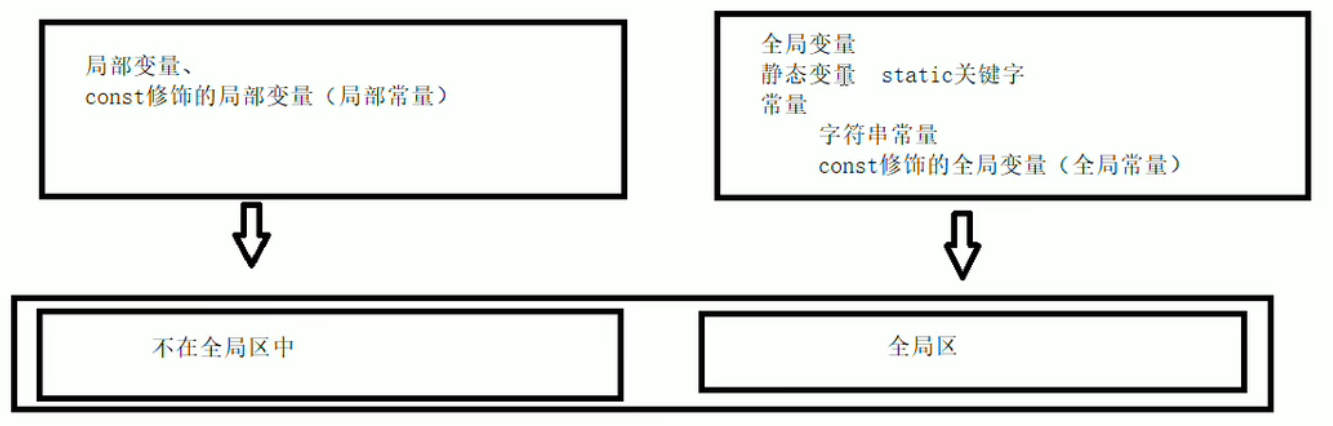 局部变量、
const修饰的局部变量（局部常量）
全局变量
静态变量 static关键字
常量
字符串常量
const修饰的全局变量（全局常量）
不在全局区中
全局区